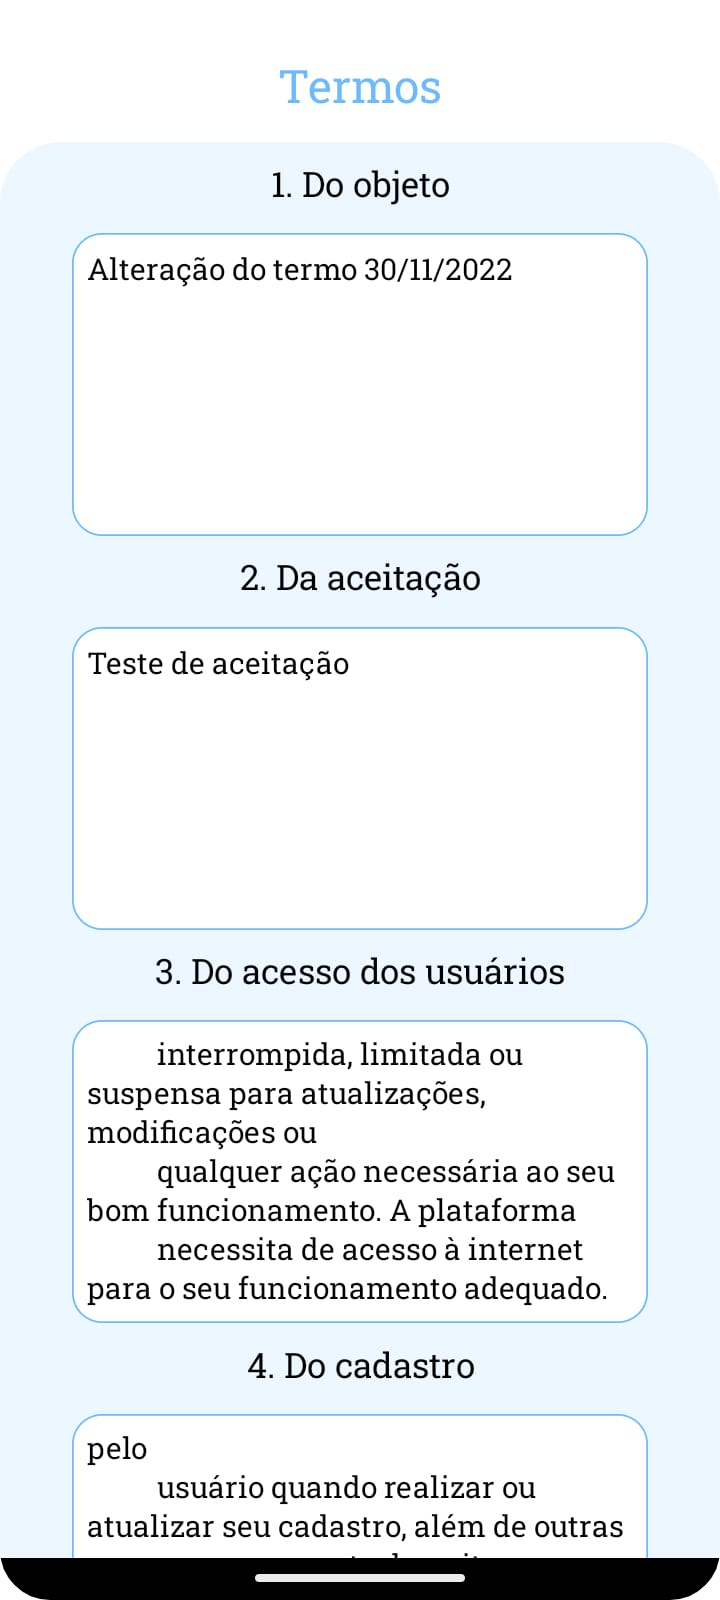 Termos
1. Do objeto
Alteração do termo 30/11/2022
2. Da aceitação
Teste de aceitação
3. Do acesso dos usuários
interrompida, limitada ou
suspensa para atualizações,
modificações ou
qualquer ação necessária ao seu
bom funcionamento. A plataforma
necessita de acesso à internet
para o seu funcionamento adequado.
4. Do cadastro
pelo
usuário quando realizar ou
atualizar seu cadastro, além de outras